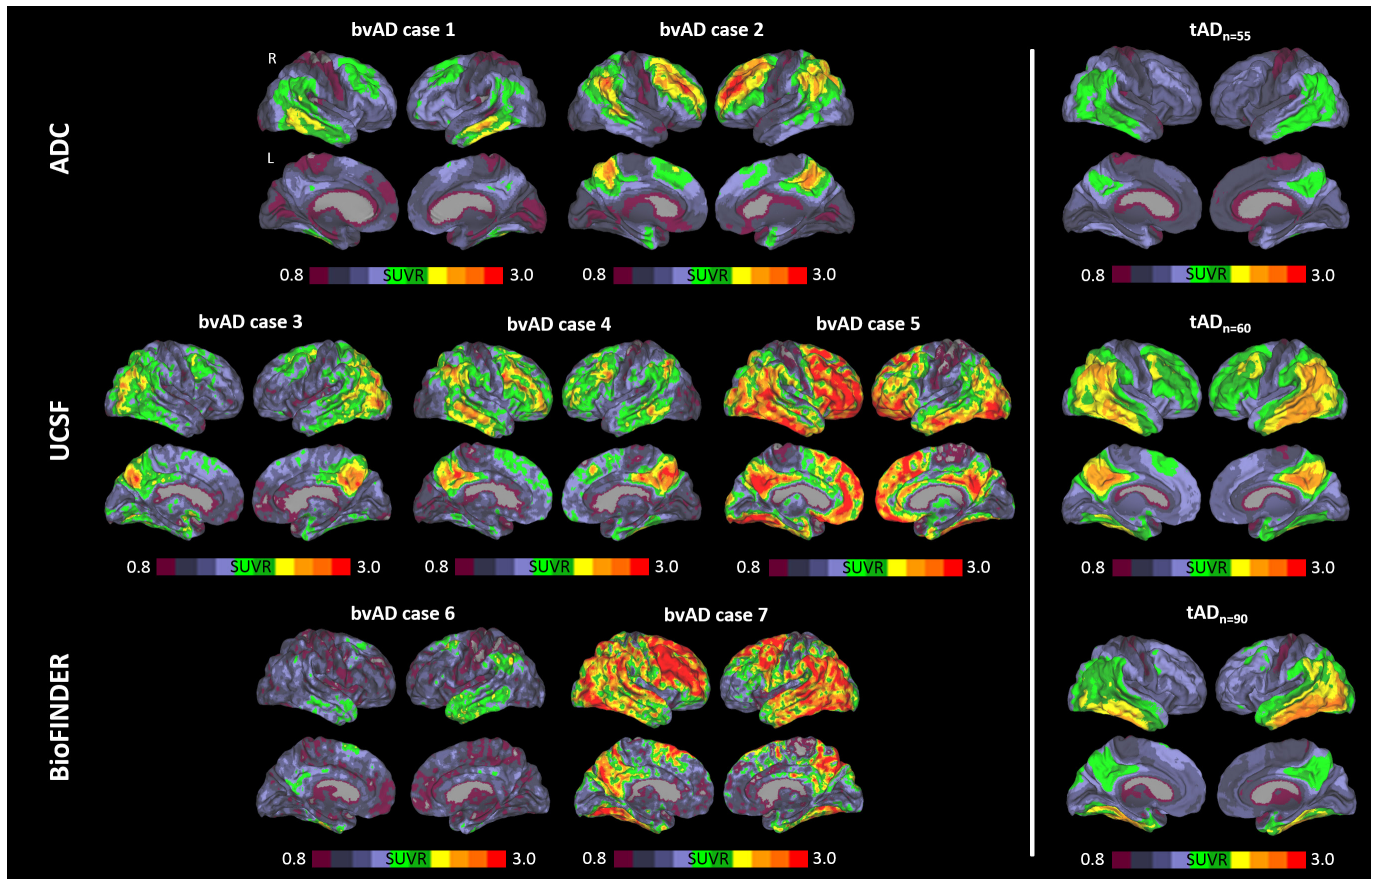 bvAD case 1
bvAD case 2
tADn=55
R
ADC
L
0.8 SUVR 3.0
0.8 SUVR 3.0
0.8 SUVR 3.0
bvAD case 3
bvAD case 4
bvAD case 5
tADn=60
UCSF
0.8 SUVR 3.0
0.8 SUVR 3.0
0.8 SUVR 3.0
0.8 SUVR 3.0
bvAD case 6
bvAD case 7
tADn=90
BioFINDER
0.8 SUVR 3.0
0.8 SUVR 3.0
0.8 SUVR 3.0